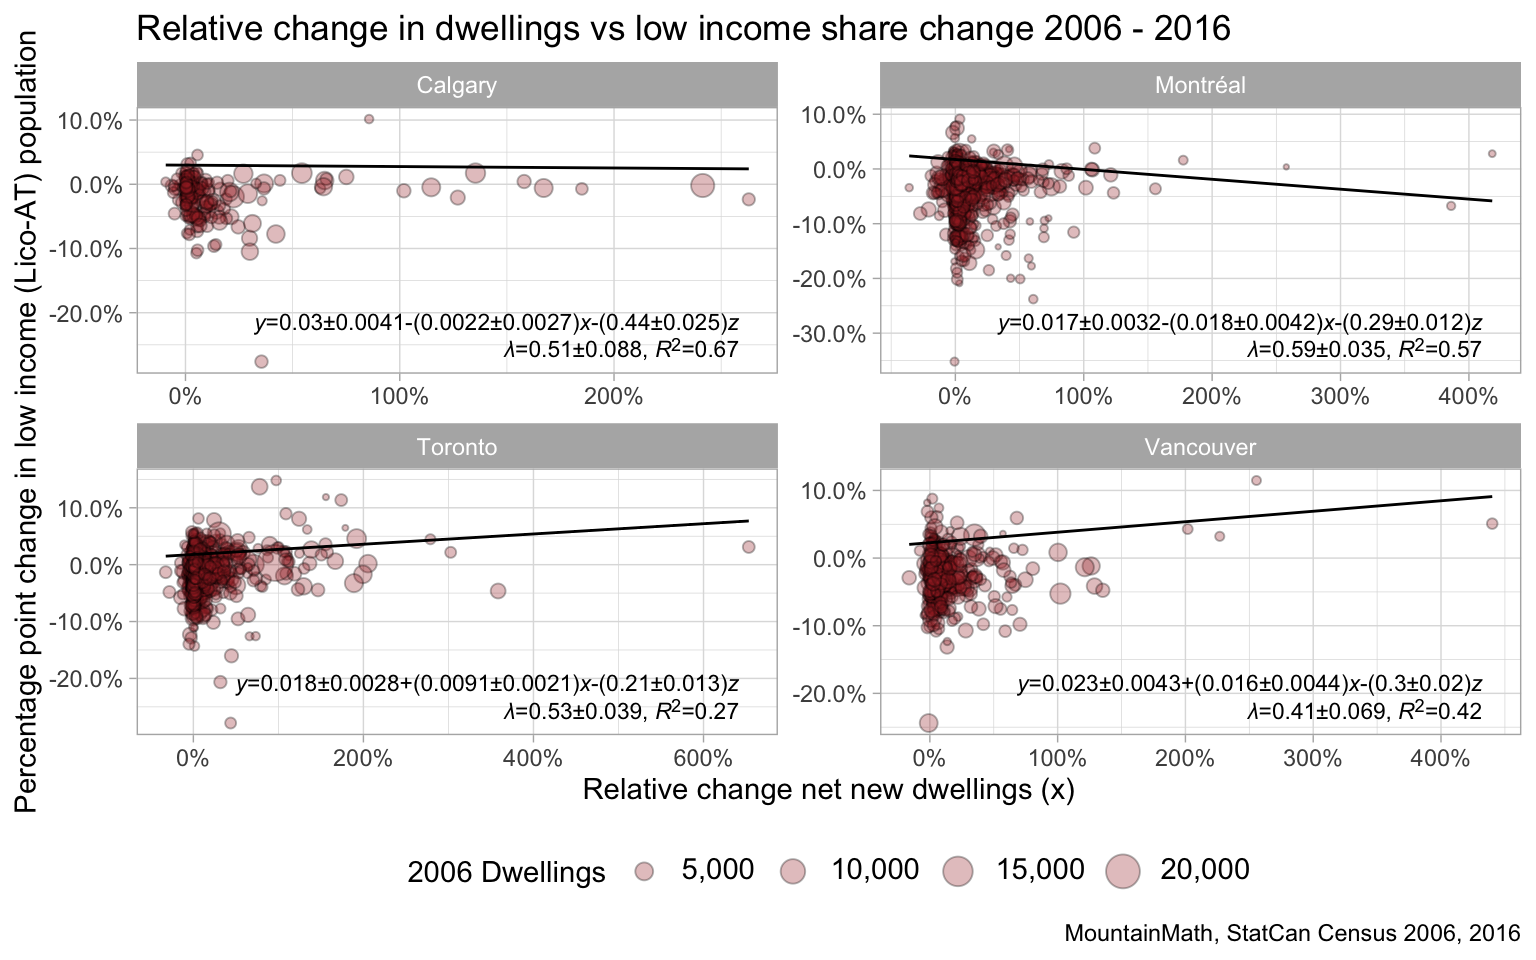 Relative change in dwellings vs low income share change 2006 - 2016
Percentage point change in low income (Lico-AT) population
Calgary
10.0%
0.0%
-10.0%
-20.0%
y=0.03±0.0041-(0.0022±0.0027)x-(0.44±0.025)z
λ=0.51±0.088, R²=0.67
0% 100% 200%
Montréal
10.0%
0.0%
-10.0%
-20.0%
-30.0%
y=0.017±0.0032-(0.018±0.0042)x-(0.29±0.012)z
λ=0.59±0.035, R²=0.57
0% 100% 200% 300% 400%
Toronto
10.0%
0.0%
-10.0%
-20.0%
y=0.018±0.0028+(0.0091±0.0021)x-(0.21±0.013)z
λ=0.53±0.039, R²=0.27
0% 200% 400% 600%
Vancouver
10.0%
0.0%
-10.0%
-20.0%
y=0.023±0.0043+(0.016±0.0044)x-(0.3±0.02)z
λ=0.41±0.069, R²=0.42
0% 100% 200% 300% 400%
Relative change net new dwellings (x)
2006 Dwellings 5,000 10,000 15,000 20,000
MountainMath, StatCan Census 2006, 2016